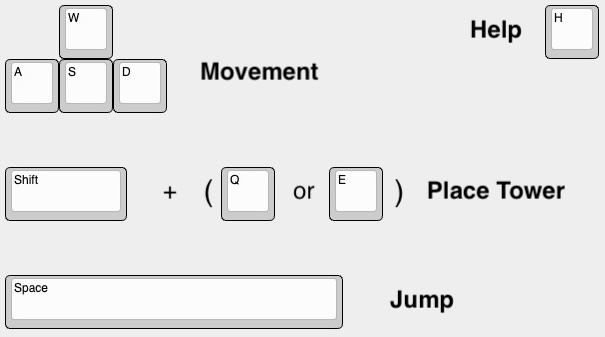 W
Help H
A S D Movement
Shift + ( Q or E ) Place Tower
Space Jump